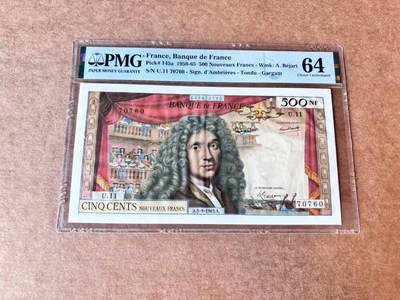 PMG
PAPER MONEY GUARANTY
France, Banque de France
Pick# 145a 1959-65 500 Nouveaux Francs - Wmk: A. Béjart
S/N U.11 70760 - Sign. d'Ambrières - Tondu - Gargam
64
Choice Uncirculated
BANQUE DE FRANCE
500 NF
70760
U.11
U.11
CINQ CENTS
NOUVEAUX FRANCS
70760